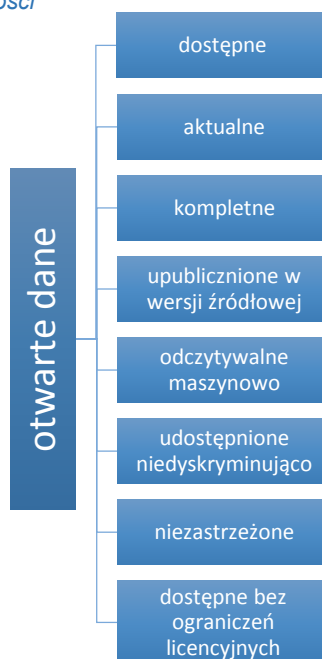 ości
dostępne
aktualne
kompletne
otwarte dane
upublicznione w
wersji źródłowej
odczytywalne
maszynowo
udostępnione
niedyskryminująco
niezastrzeżone
dostępne bez
ograniczeń
licencyjnych